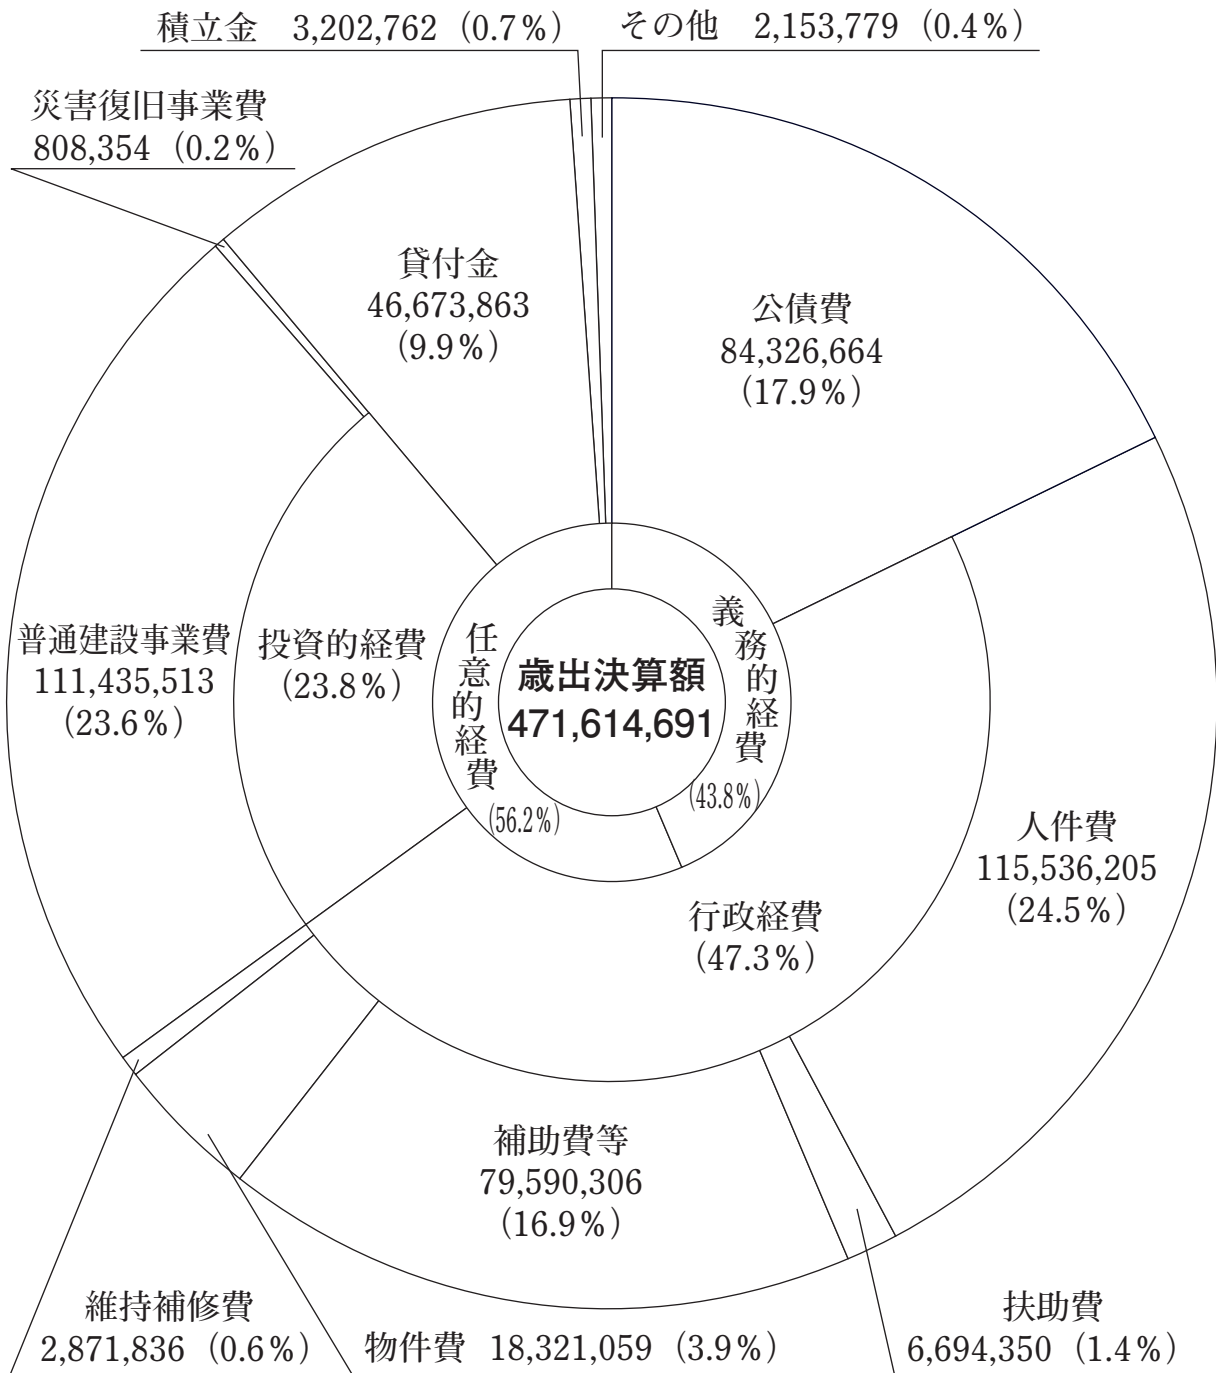 積立金 3,202,762（0.7%）
その他 2,153,779（0.4%）
災害復旧事業費
808,354（0.2%）
貸付金
46,673,863
（9.9%）
公債費
84,326,664
（17.9%）
普通建設事業費
111,435,513
（23.6%）
投資的経費
（23.8%）
任意的経費
(56.2%)
歳出決算額
471,614,691
義務的経費
(43.8%)
人件費
115,536,205
（24.5%）
行政経費
（47.3%）
補助費等
79,590,306
（16.9%）
維持補修費
2,871,836（0.6%）
物件費 18,321,059（3.9%）
扶助費
6,694,350（1.4%）